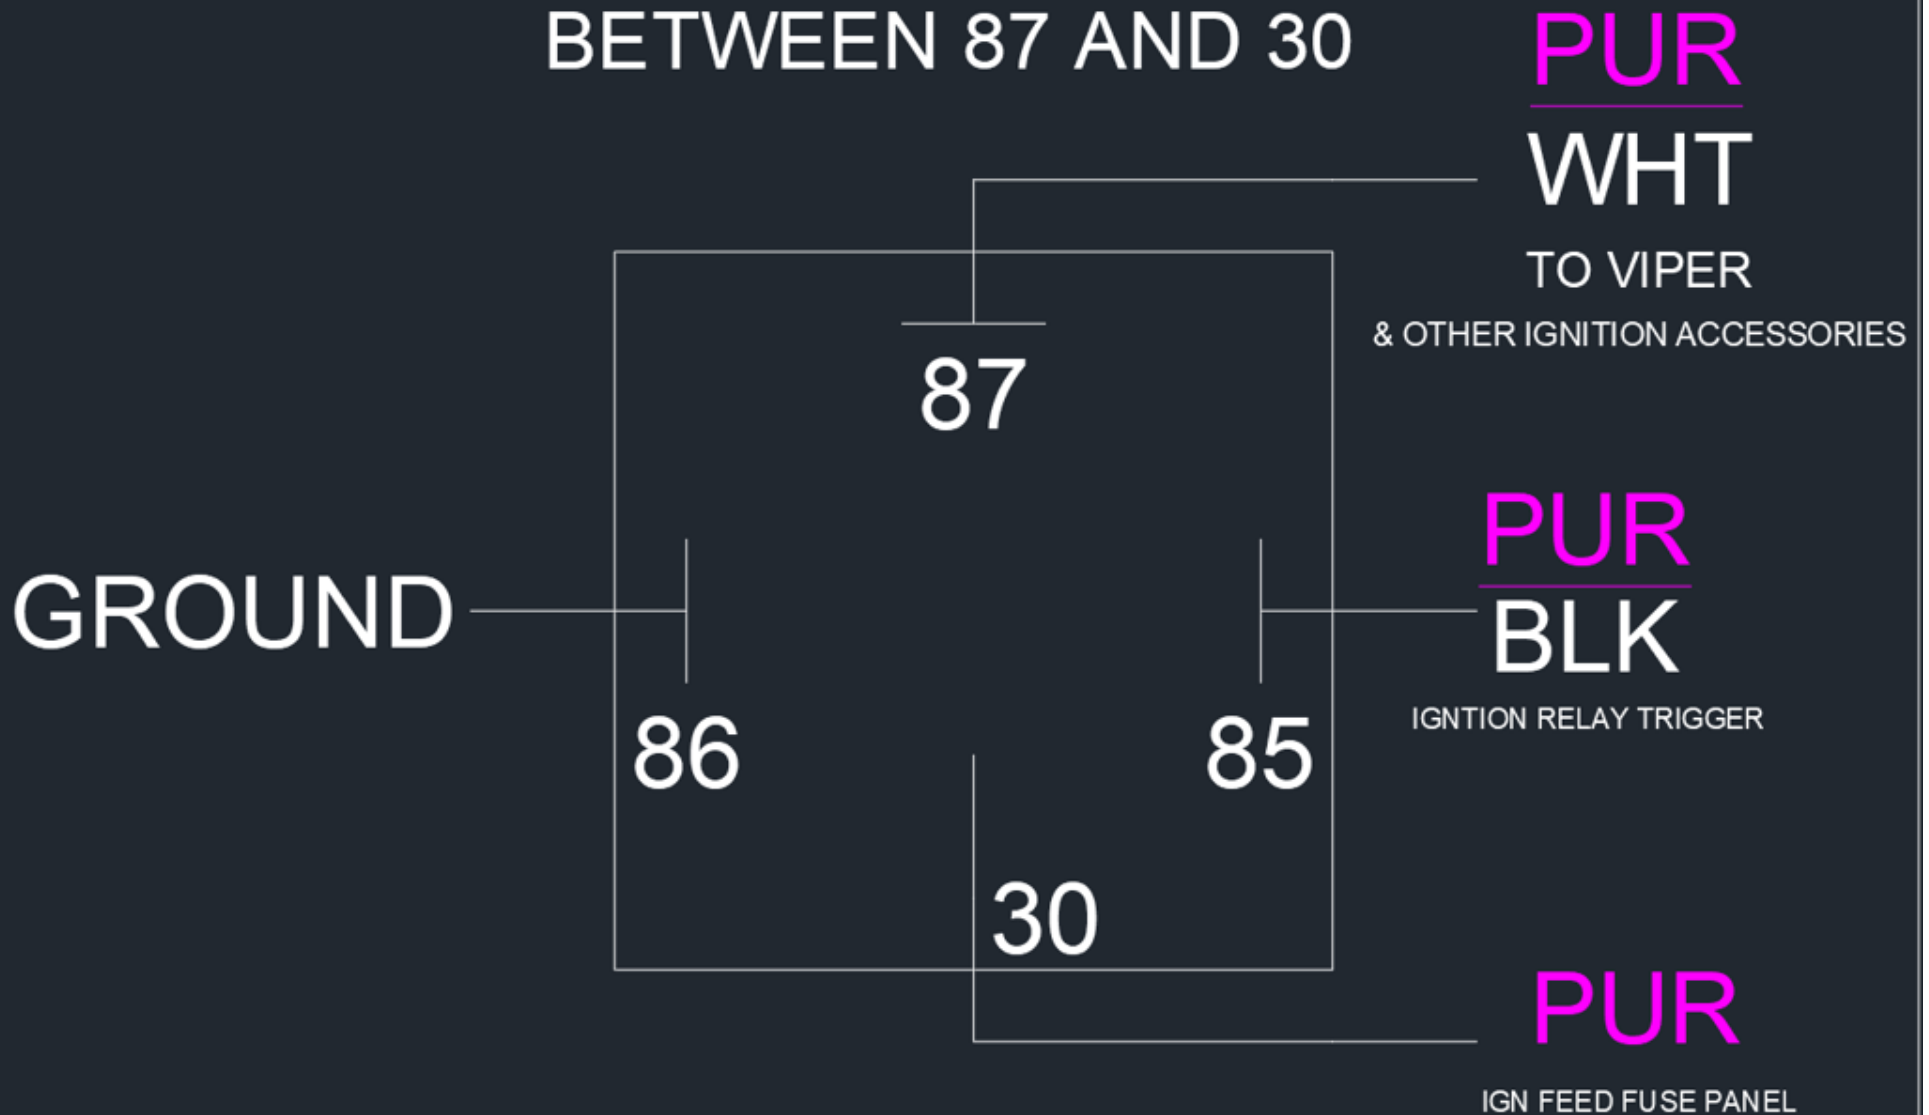 BETWEEN 87 AND 30
PUR
WHT
TO VIPER
& OTHER IGNITION ACCESSORIES
87
PUR
BLK
IGNTION RELAY TRIGGER
GROUND
86
85
30
PUR
IGN FEED FUSE PANEL